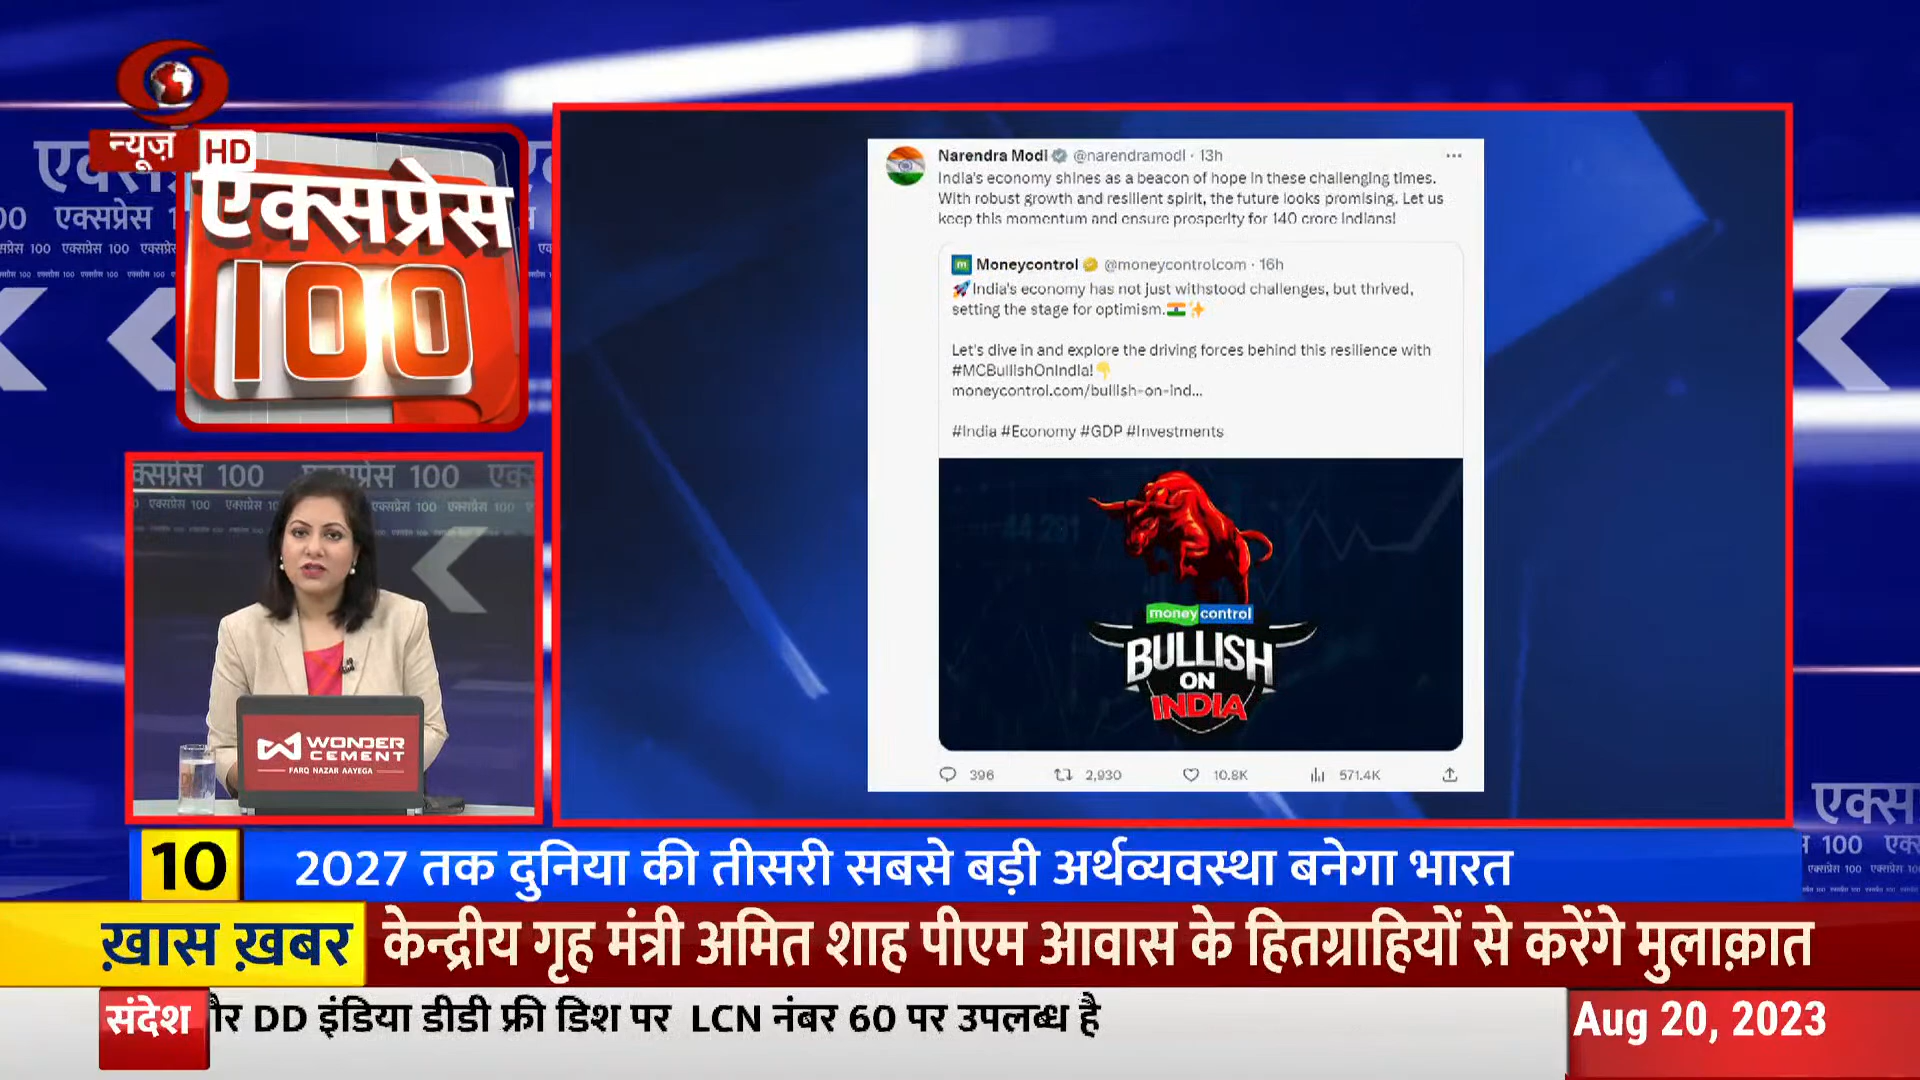 न्यूज़ HD
एक्सप्रेस
100
Narendra Modi @narendramodi · 13h
India's economy shines as a beacon of hope in these challenging times.
With robust growth and resilient spirit, the future looks promising. Let us
keep this momentum and ensure prosperity for 140 crore Indians!
Moneycontrol @moneycontrolcom · 16h
India's economy has not just withstood challenges, but thrived,
setting the stage for optimism.
Let's dive in and explore the driving forces behind this resilience with
#MCBullishOnIndia!
moneycontrol.com/bullish-on-ind...
#India #Economy #GDP #Investments
moneycontrol
BULLISH
ON
INDIA
396 2,930 10.8K 571.4K
एक्सप्रेस 100
WONDER
CEMENT
FARQ NAZAR AAYEGA
10 2027 तक दुनिया की तीसरी सबसे बड़ी अर्थव्यवस्था बनेगा भारत
ख़ास ख़बर केन्द्रीय गृह मंत्री अमित शाह पीएम आवास के हितग्राहियों से करेंगे मुलाक़ात
संदेश DD इंडिया डीडी फ्री डिश पर LCN नंबर 60 पर उपलब्ध है
Aug 20, 2023